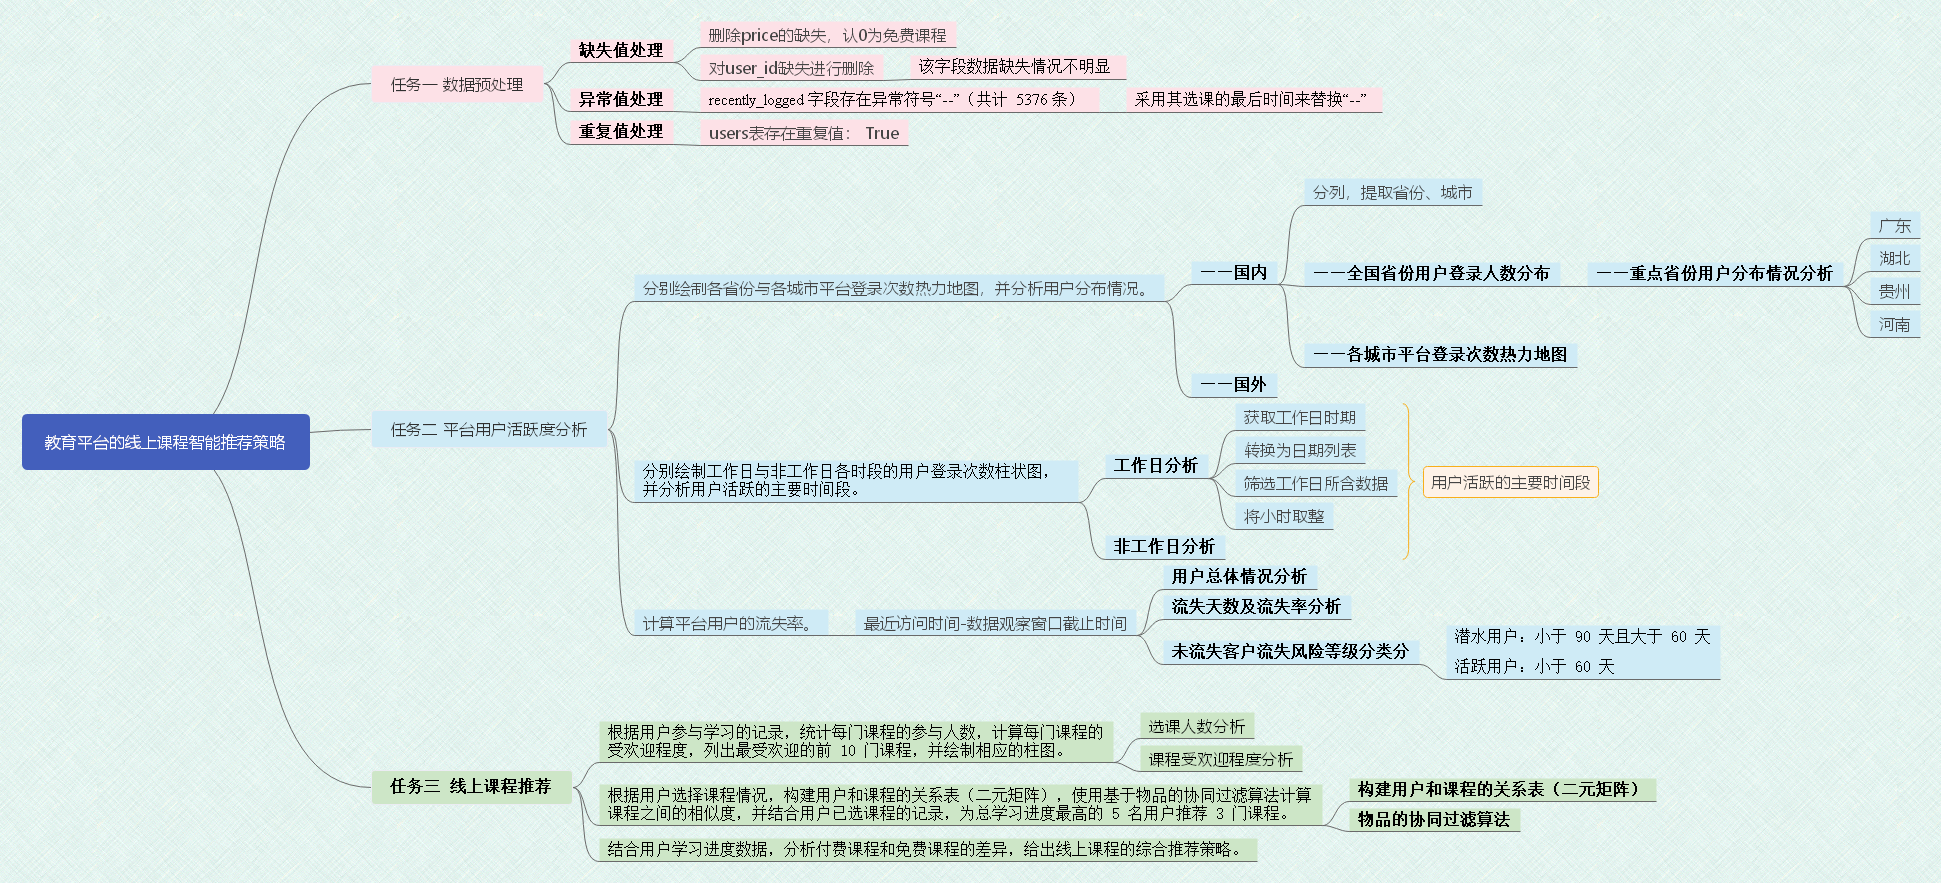 教育平台的线上课程智能推荐策略
任务一 数据预处理
缺失值处理
删除price的缺失，认0为免费课程
对user_id缺失进行删除
该字段数据缺失情况不明显
异常值处理
recently_logged 字段存在异常符号“--”（共计 5376 条）
采用其选课的最后时间来替换“--”
重复值处理
users表存在重复值： True
任务二 平台用户活跃度分析
分别绘制各省份与各城市平台登录次数热力地图，并分析用户分布情况。
一一国内
分列，提取省份、城市
一一全国省份用户登录人数分布
一一重点省份用户分布情况分析
广东
湖北
贵州
河南
一一各城市平台登录次数热力地图
一一国外
分别绘制工作日与非工作日各时段的用户登录次数柱状图，
并分析用户活跃的主要时间段。
工作日分析
获取工作日时期
转换为日期列表
筛选工作日所含数据
将小时取整
非工作日分析
用户活跃的主要时间段
计算平台用户的流失率。
最近访问时间-数据观察窗口截止时间
用户总体情况分析
流失天数及流失率分析
未流失客户流失风险等级分类分
潜水用户：小于 90 天且大于 60 天
活跃用户：小于 60 天
任务三 线上课程推荐
根据用户参与学习的记录，统计每门课程的参与人数，计算每门课程的
受欢迎程度，列出最受欢迎的前 10 门课程，并绘制相应的柱图。
选课人数分析
课程受欢迎程度分析
根据用户选择课程情况，构建用户和课程的关系表（二元矩阵），使用基于物品的协同过滤算法计算
课程之间的相似度，并结合用户已选课程的记录，为总学习进度最高的 5 名用户推荐 3 门课程。
构建用户和课程的关系表（二元矩阵）
物品的协同过滤算法
结合用户学习进度数据，分析付费课程和免费课程的差异，给出线上课程的综合推荐策略。